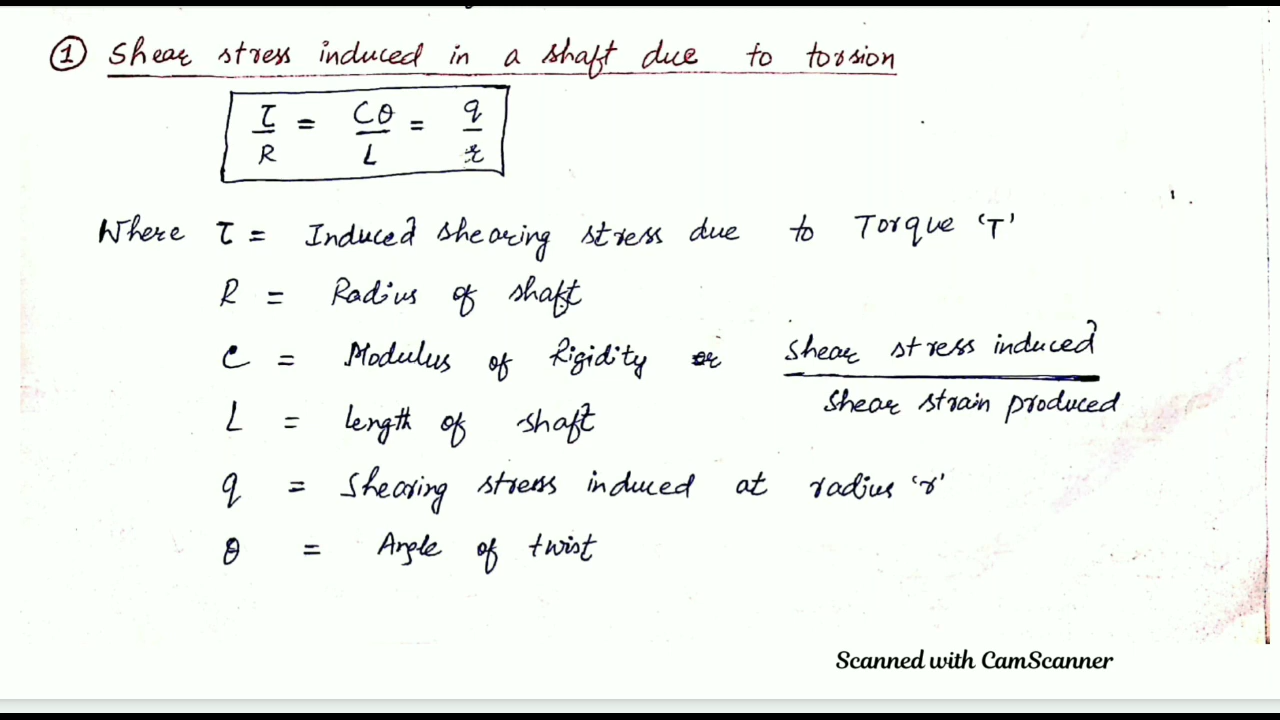 ① Shear stress induced in a shaft due to torsion
τ/R = Cθ/L = q/r
Where τ = Induced shearing stress due to Torque 'T'
R = Radius of shaft
C = Modulus of Rigidity or shear stress induced / shear strain produced
L = length of shaft
q = shearing stress induced at radius 'r'
θ = Angle of twist
Scanned with CamScanner